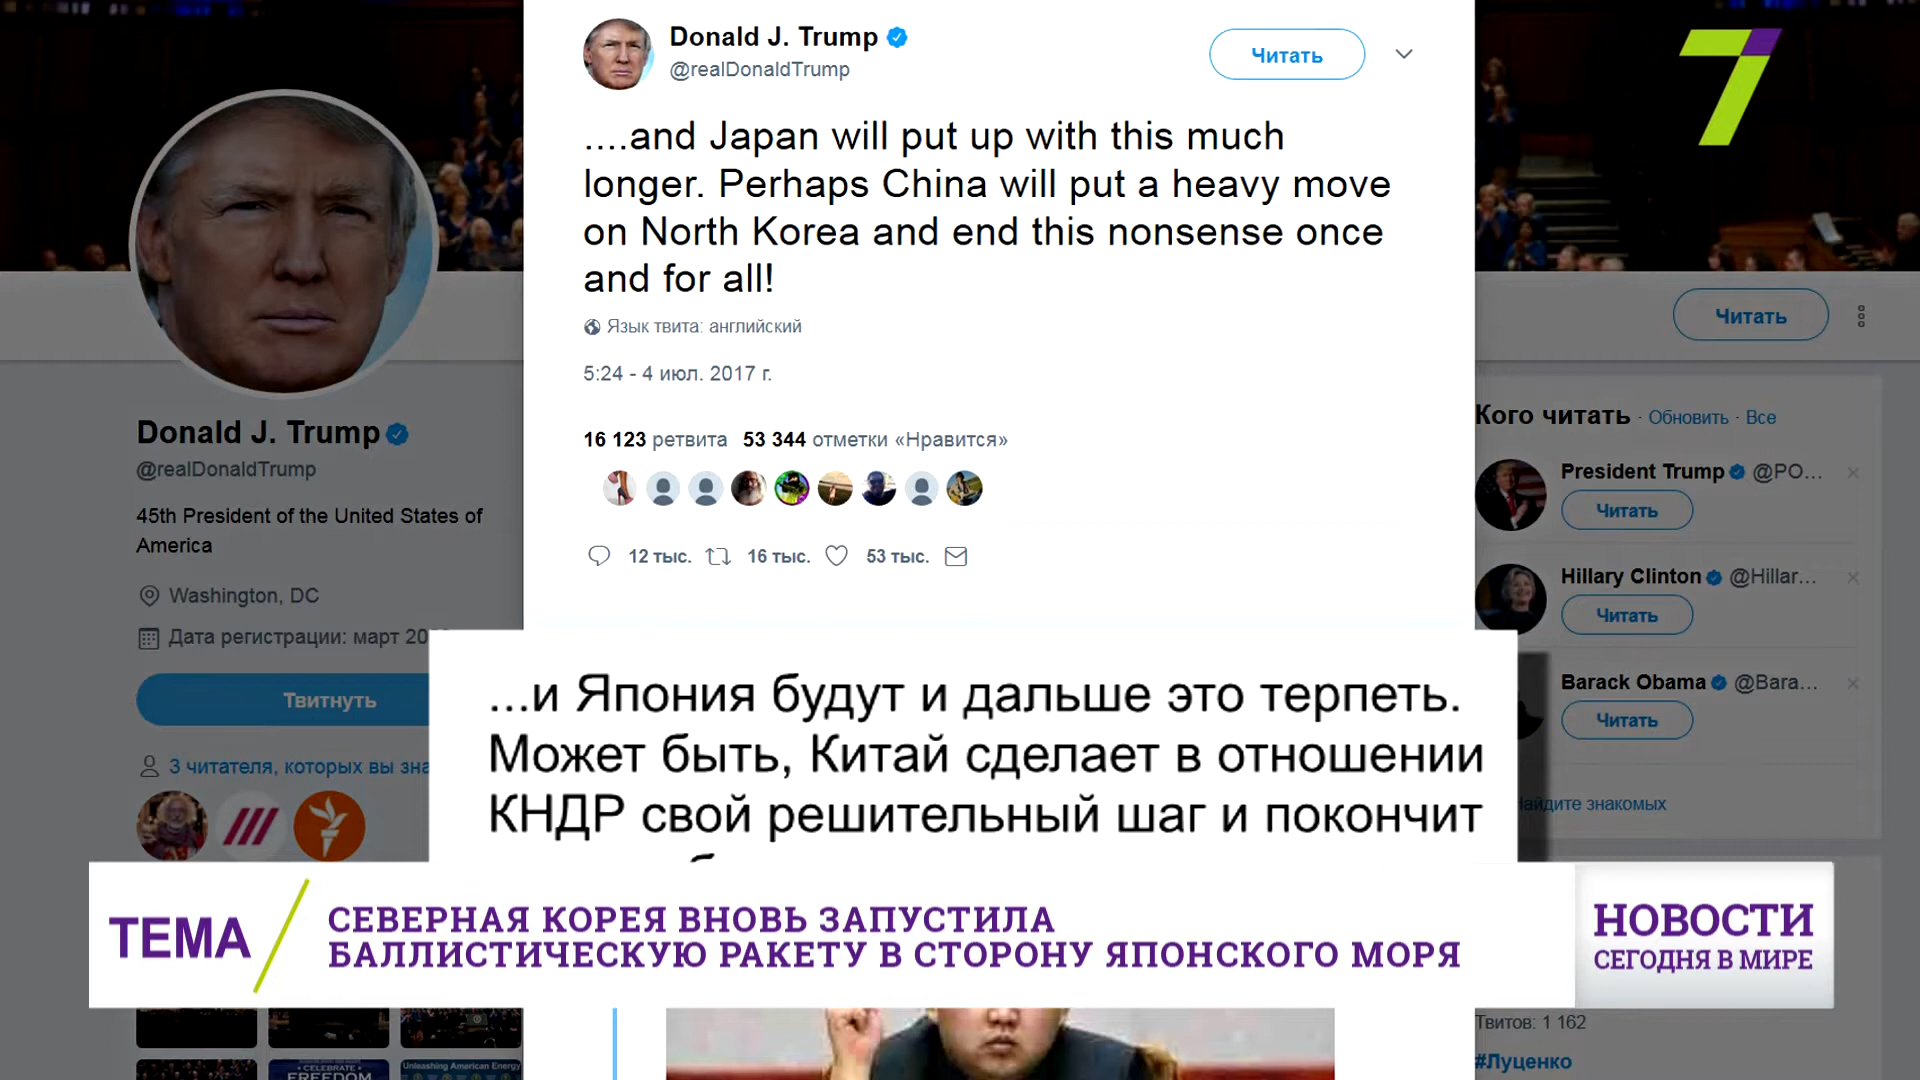 Donald J. Trump
@realDonaldTrump
Читать
....and Japan will put up with this much
longer. Perhaps China will put a heavy move
on North Korea and end this nonsense once
and for all!
Язык твита: английский
5:24 - 4 июл. 2017 г.
16 123 ретвита 53 344 отметки «Нравится»
12 тыс. 16 тыс. 53 тыс.
7
Donald J. Trump
@realDonaldTrump
45th President of the United States of
America
Washington, DC
Дата регистрации: март 20
Твитнуть
3 читателя, которых вы зна
Читать
Кого читать · Обновить · Все
President Trump @PO...
Читать
Hillary Clinton @Hillar...
Читать
Barack Obama @Bara...
Читать
айдите знакомых
...и Япония будут и дальше это терпеть.
Может быть, Китай сделает в отношении
КНДР свой решительный шаг и покончит
ТЕМА
СЕВЕРНАЯ КОРЕЯ ВНОВЬ ЗАПУСТИЛА
БАЛЛИСТИЧЕСКУЮ РАКЕТУ В СТОРОНУ ЯПОНСКОГО МОРЯ
НОВОСТИ
СЕГОДНЯ В МИРЕ
Твитов: 1 162
#Луценко
CELEBRATE
FREEDOM
Unleashing American Energy